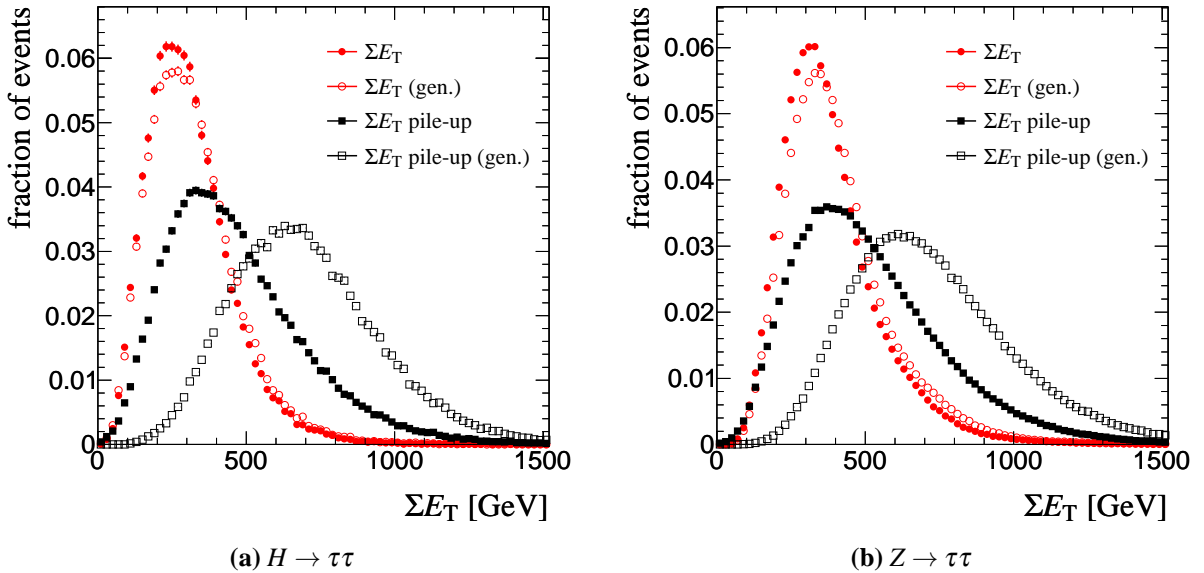 fraction of events
0.06
0.05
0.04
0.03
0.02
0.01
0
0 500 1000 1500
ΣE_T [GeV]
ΣE_T
ΣE_T (gen.)
ΣE_T pile-up
ΣE_T pile-up (gen.)
(a) H → ττ
fraction of events
0.06
0.05
0.04
0.03
0.02
0.01
0
0 500 1000 1500
ΣE_T [GeV]
ΣE_T
ΣE_T (gen.)
ΣE_T pile-up
ΣE_T pile-up (gen.)
(b) Z → ττ